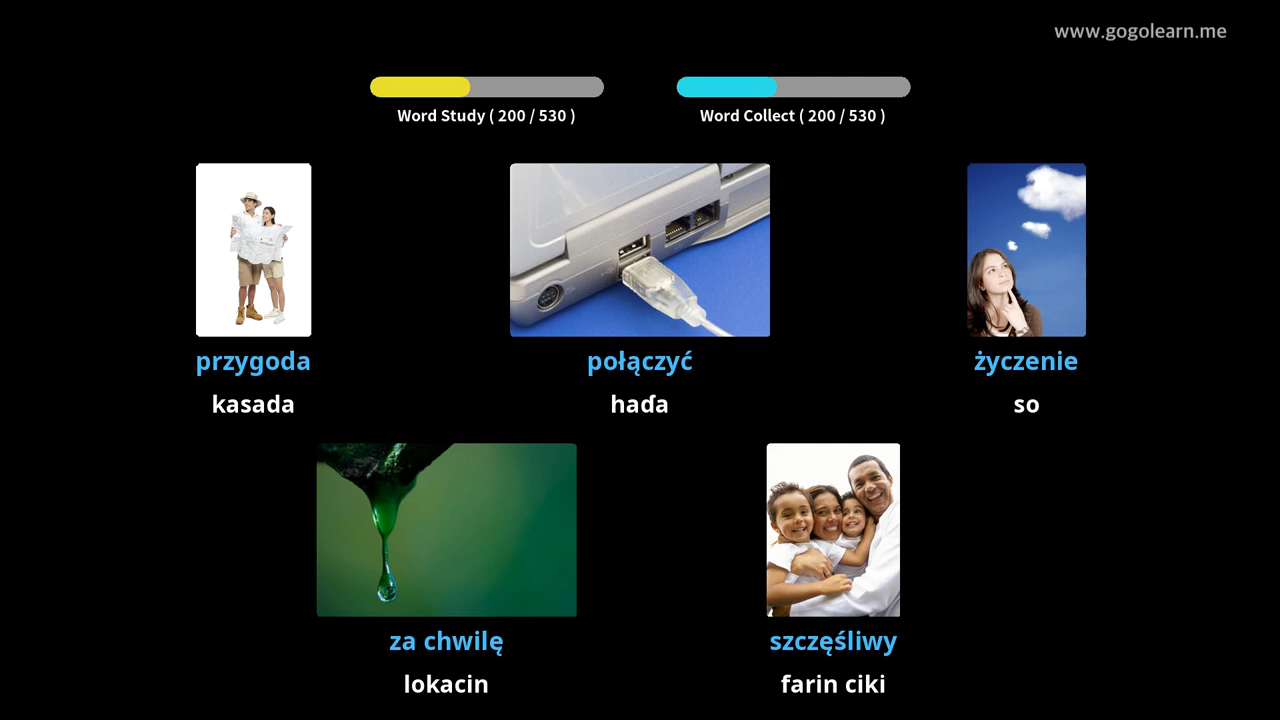 www.gogolearn.me
Word Study ( 200 / 530 )
Word Collect ( 200 / 530 )
przygoda
kasada
połączyć
haɗa
życzenie
so
za chwilę
lokacin
szczęśliwy
farin ciki